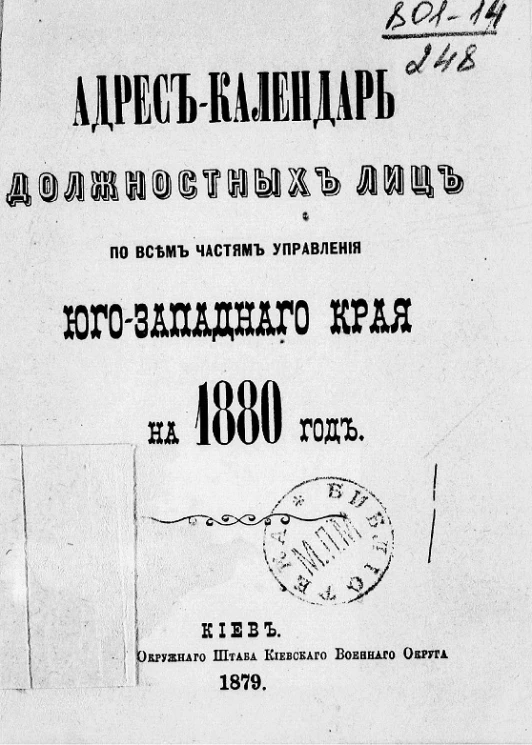 801-14
248
АДРЕСЪ-КАЛЕНДАРЬ
ДОЛЖНОСТНЫХЪ ЛИЦЪ
ПО ВСѢМЪ ЧАСТЯМЪ УПРАВЛЕНІЯ
ЮГО-ЗАПАДНАГО КРАЯ
НА 1880 ГОДЪ.
* БИБЛІОТЕКА
МПМ
КІЕВЪ.
Окружнаго Штаба Кіевскаго Военнаго Округа
1879.